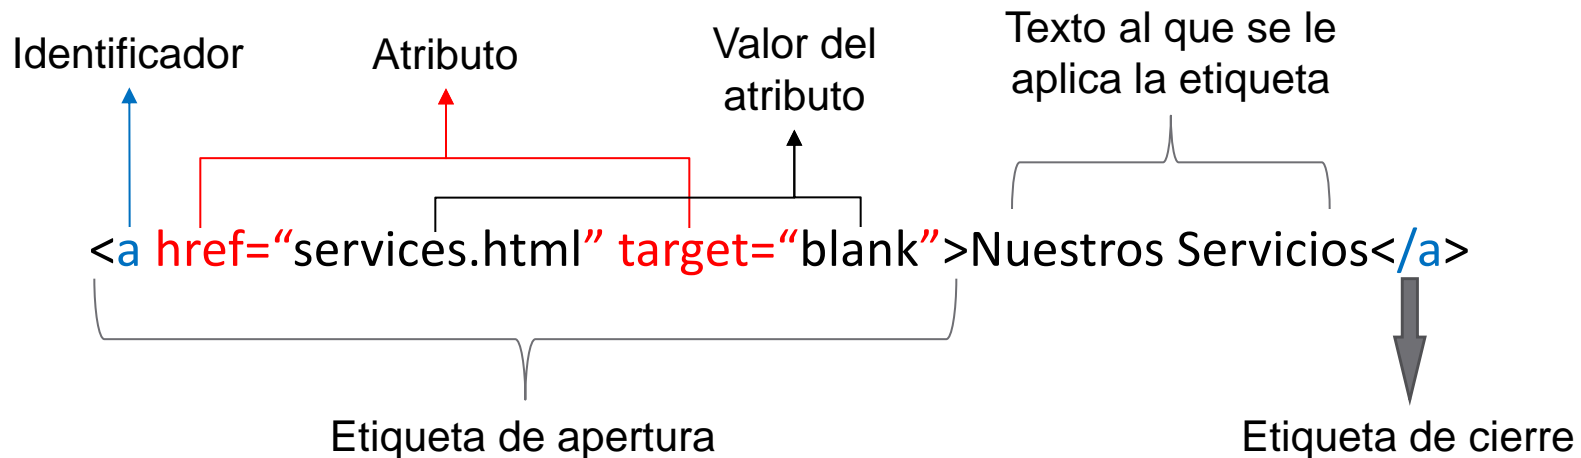 Identificador
Atributo
Valor del
atributo
Texto al que se le
aplica la etiqueta
<a href=“services.html” target=“blank”>Nuestros Servicios</a>
Etiqueta de apertura
Etiqueta de cierre